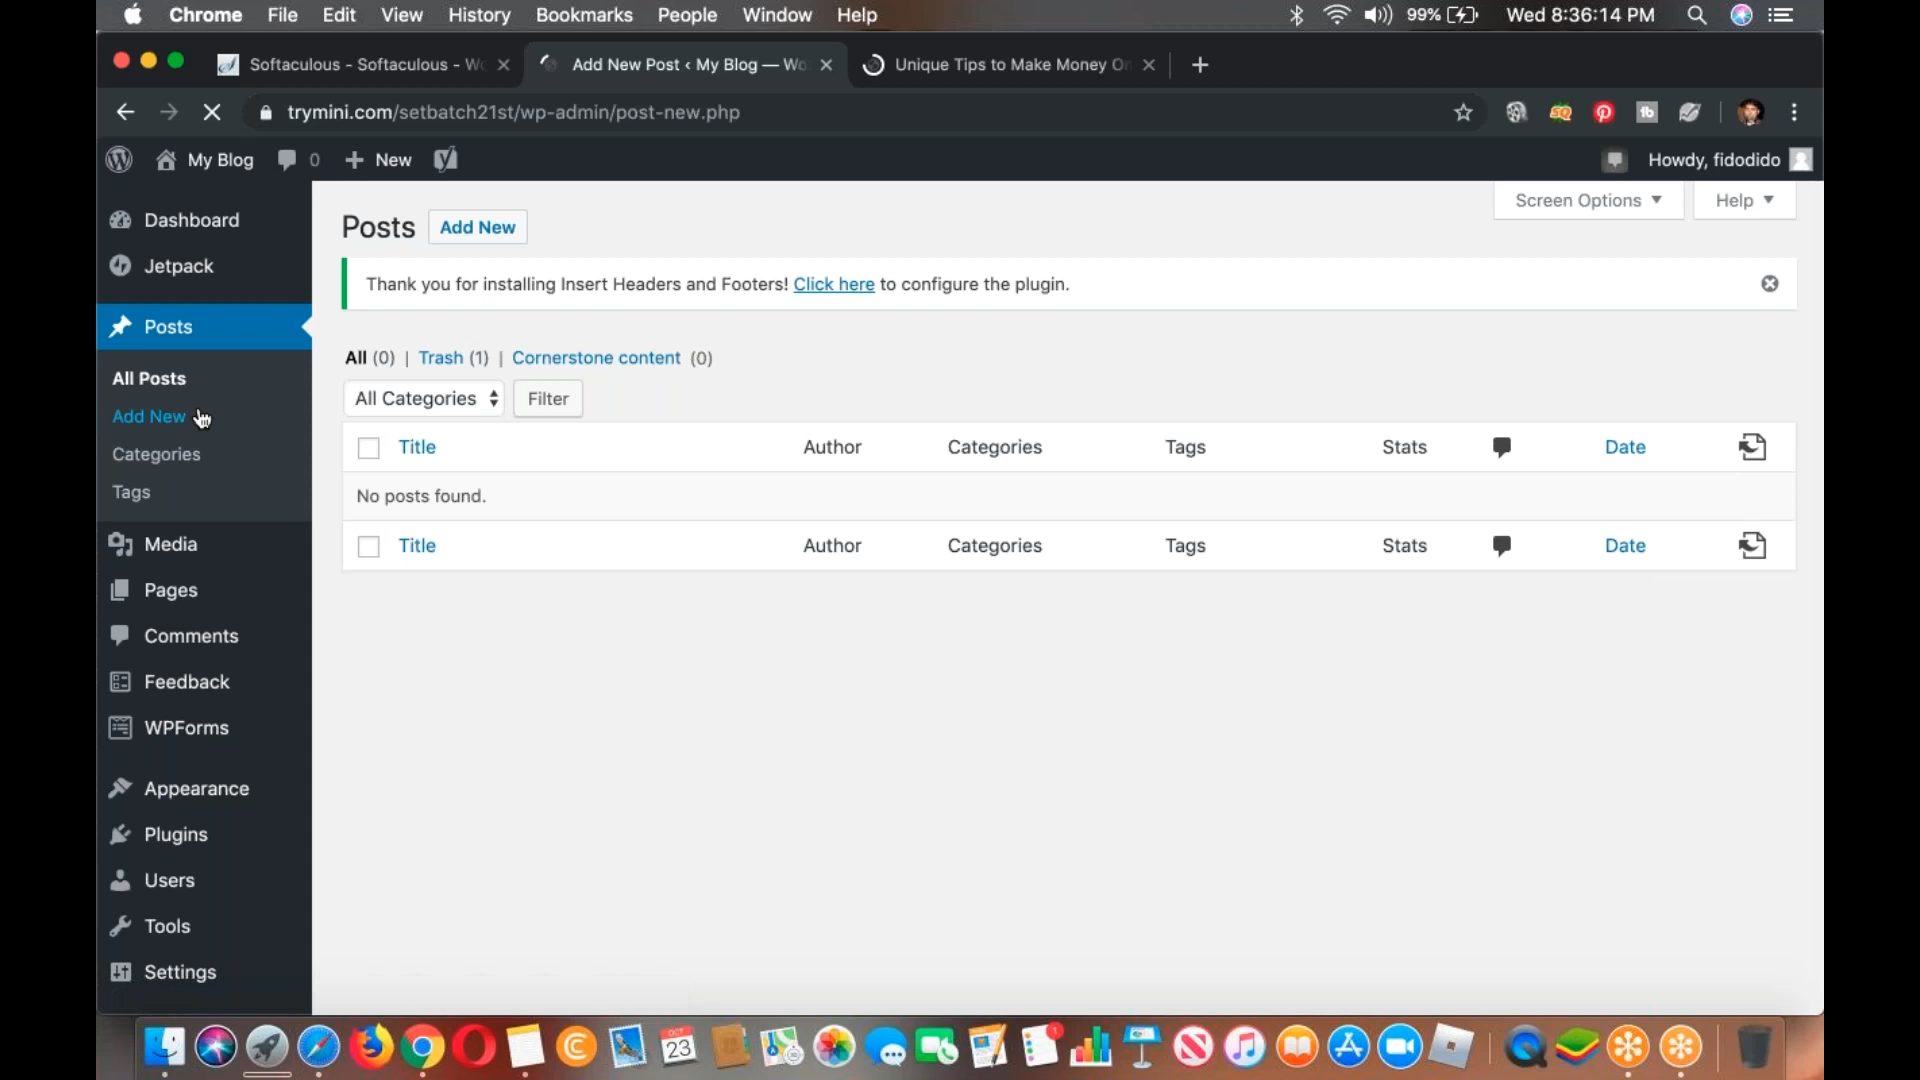 Chrome File Edit View History Bookmarks People Window Help 99% Wed 8:36:14 PM
Softaculous - Softaculous - Wo Add New Post ‹ My Blog — Wo Unique Tips to Make Money On
trymini.com/setbatch21st/wp-admin/post-new.php
My Blog 0 New Howdy, fidodido
Screen Options Help
Dashboard
Jetpack
Posts
All Posts
Add New
Categories
Tags
Media
Pages
Comments
Feedback
WPForms
Appearance
Plugins
Users
Tools
Settings
Posts Add New
Thank you for installing Insert Headers and Footers! Click here to configure the plugin.
All (0) | Trash (1) | Cornerstone content (0)
All Categories Filter
Title Author Categories Tags Stats Date
No posts found.
Title Author Categories Tags Stats Date
OCT
23
1